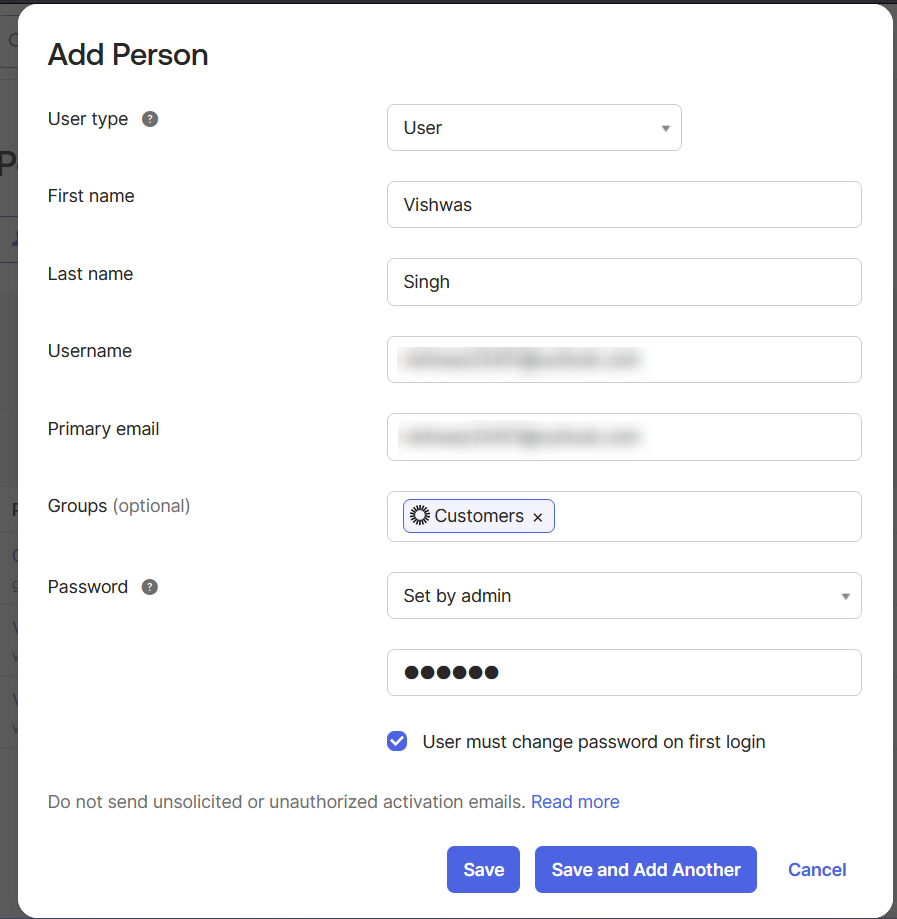 Add Person
User type ?
User
First name
Vishwas
Last name
Singh
Username
Primary email
Groups (optional)
Customers ×
Password ?
Set by admin
●●●●●●
User must change password on first login
Do not send unsolicited or unauthorized activation emails. Read more
Save
Save and Add Another
Cancel